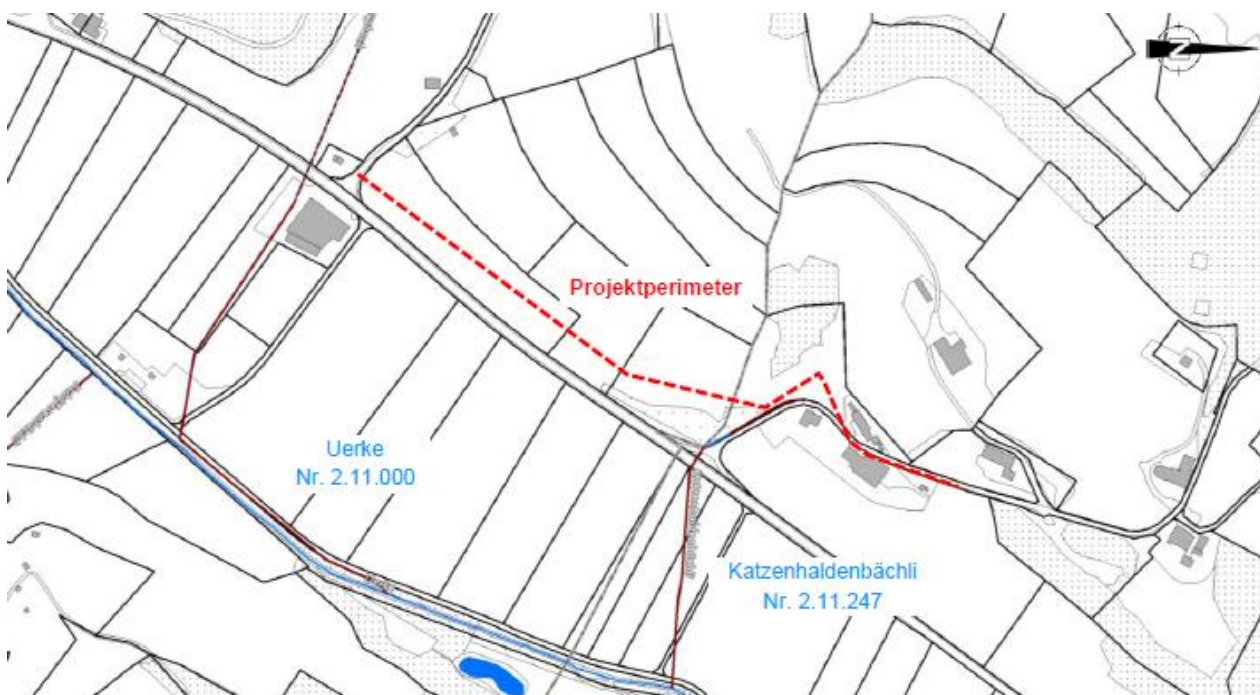 N
Projektperimeter
Uerke
Nr. 2.11.000
Katzenhaldenbächli
Nr. 2.11.247